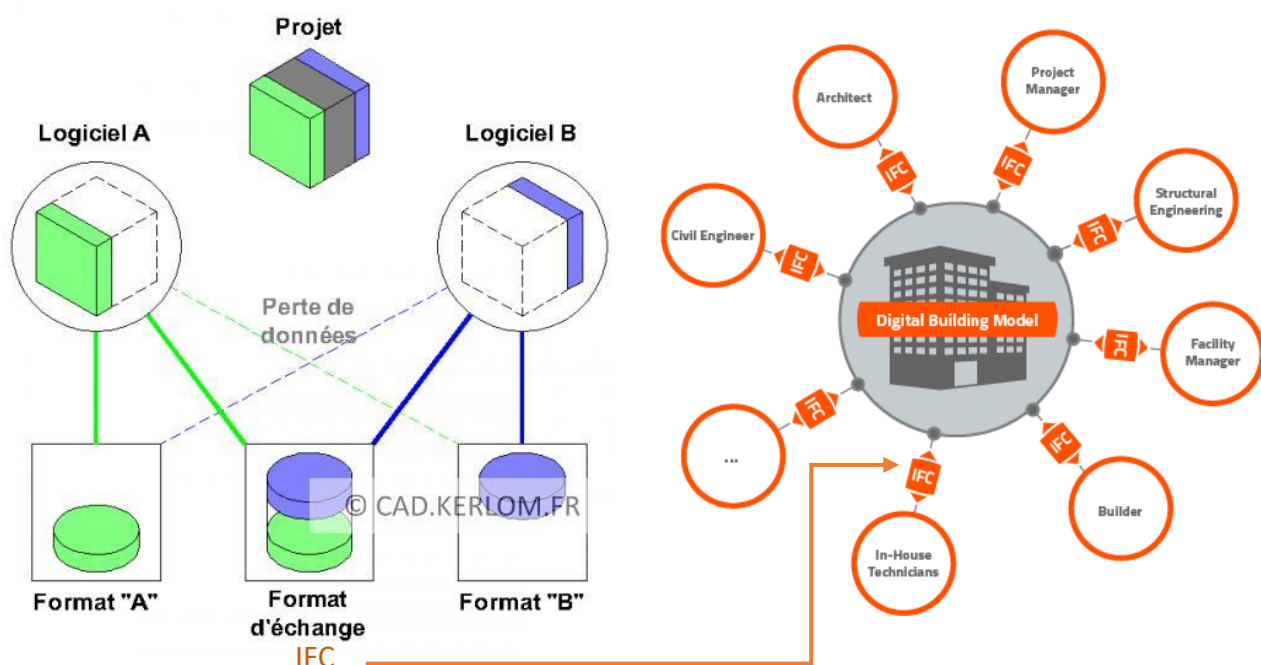 Projet
Logiciel A
Logiciel B
Perte de
données
© CAD.KERLOM.FR
Format "A"
Format
d'échange
IFC
Format "B"
Architect
IFC
Project
Manager
IFC
Structural
Engineering
IFC
Civil Engineer
IFC
Digital Building Model
Facility
Manager
IFC
...
IFC
IFC
In-House
Technicians
IFC
Builder